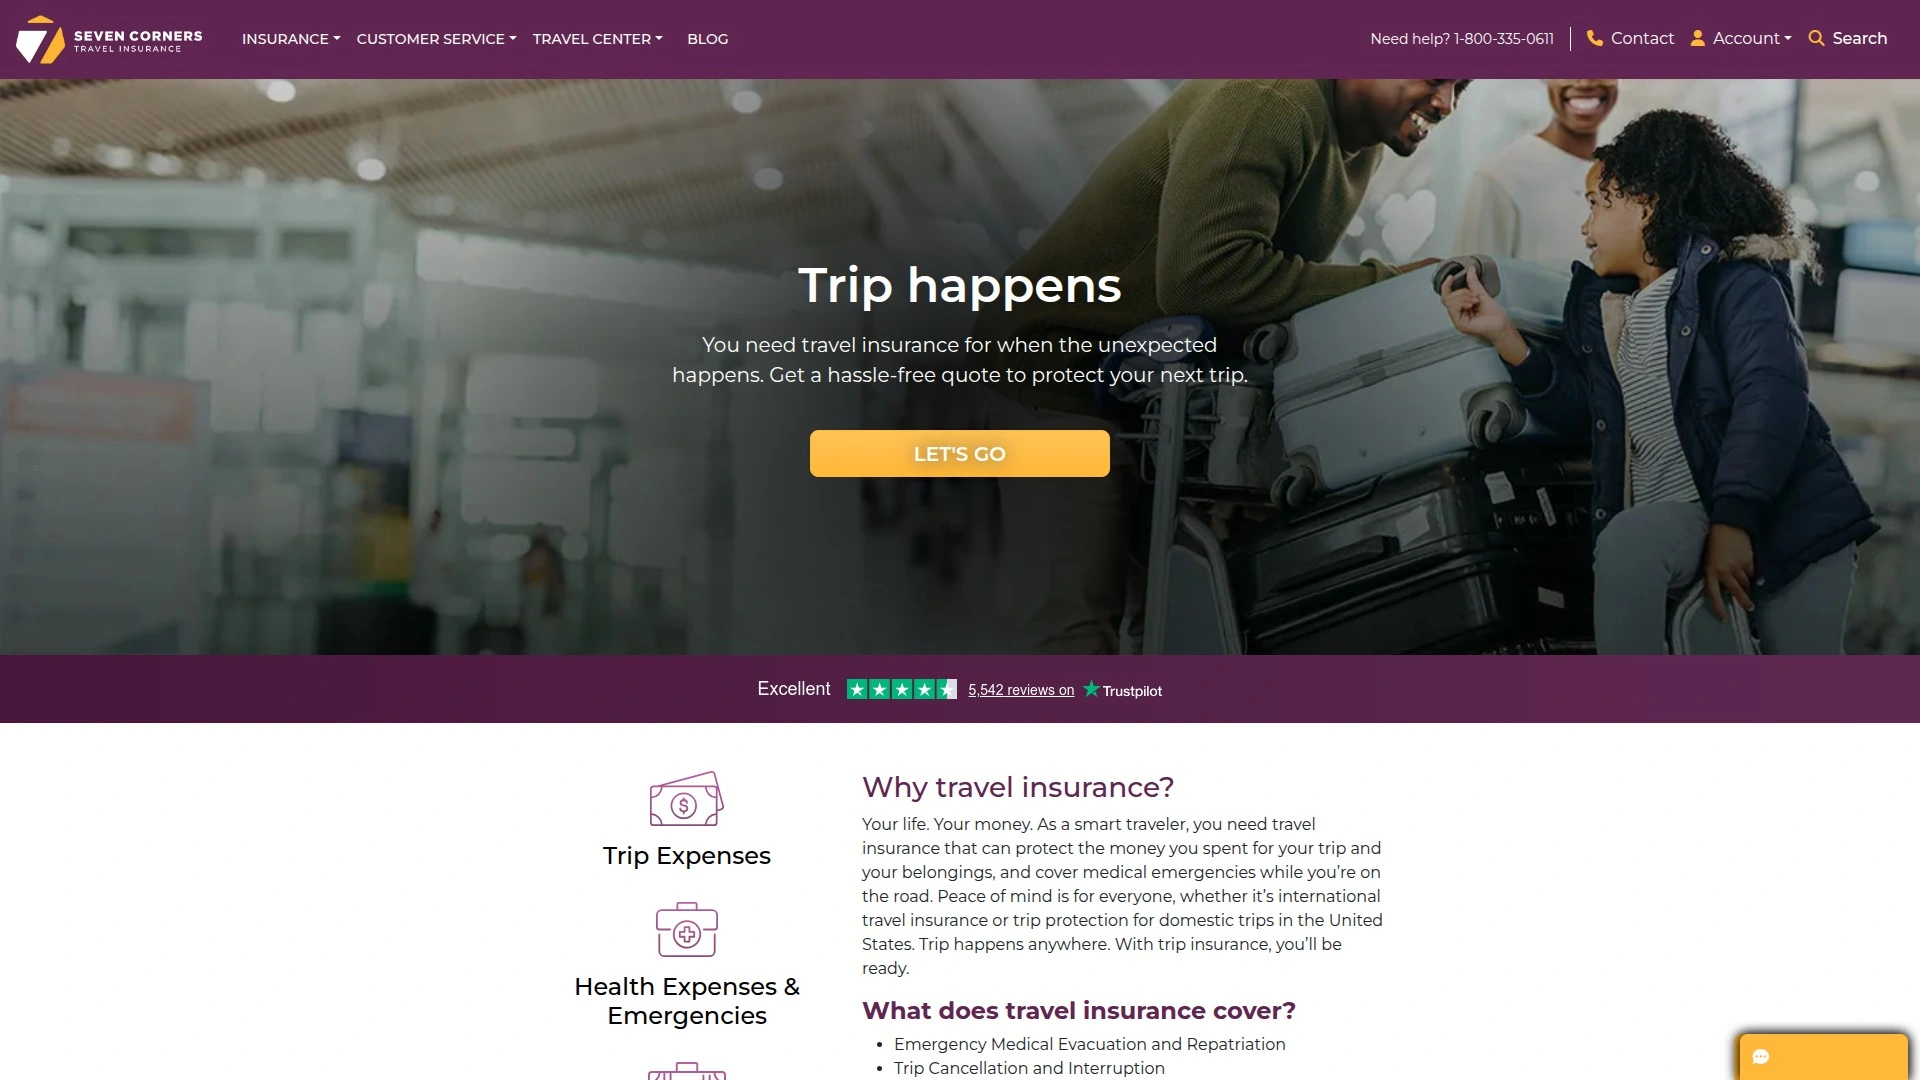 SEVEN CORNERS
TRAVEL INSURANCE
INSURANCE
CUSTOMER SERVICE
TRAVEL CENTER
BLOG
Need help? 1-800-335-0611
Contact
Account
Search
Trip happens
You need travel insurance for when the unexpected
happens. Get a hassle-free quote to protect your next trip.
LET'S GO
Excellent
5,542 reviews on
Trustpilot
Trip Expenses
Health Expenses &
Emergencies
Why travel insurance?
Your life. Your money. As a smart traveler, you need travel
insurance that can protect the money you spent for your trip and
your belongings, and cover medical emergencies while you’re on
the road. Peace of mind is for everyone, whether it’s international
travel insurance or trip protection for domestic trips in the United
States. Trip happens anywhere. With trip insurance, you’ll be
ready.
What does travel insurance cover?
• Emergency Medical Evacuation and Repatriation
• Trip Cancellation and Interruption